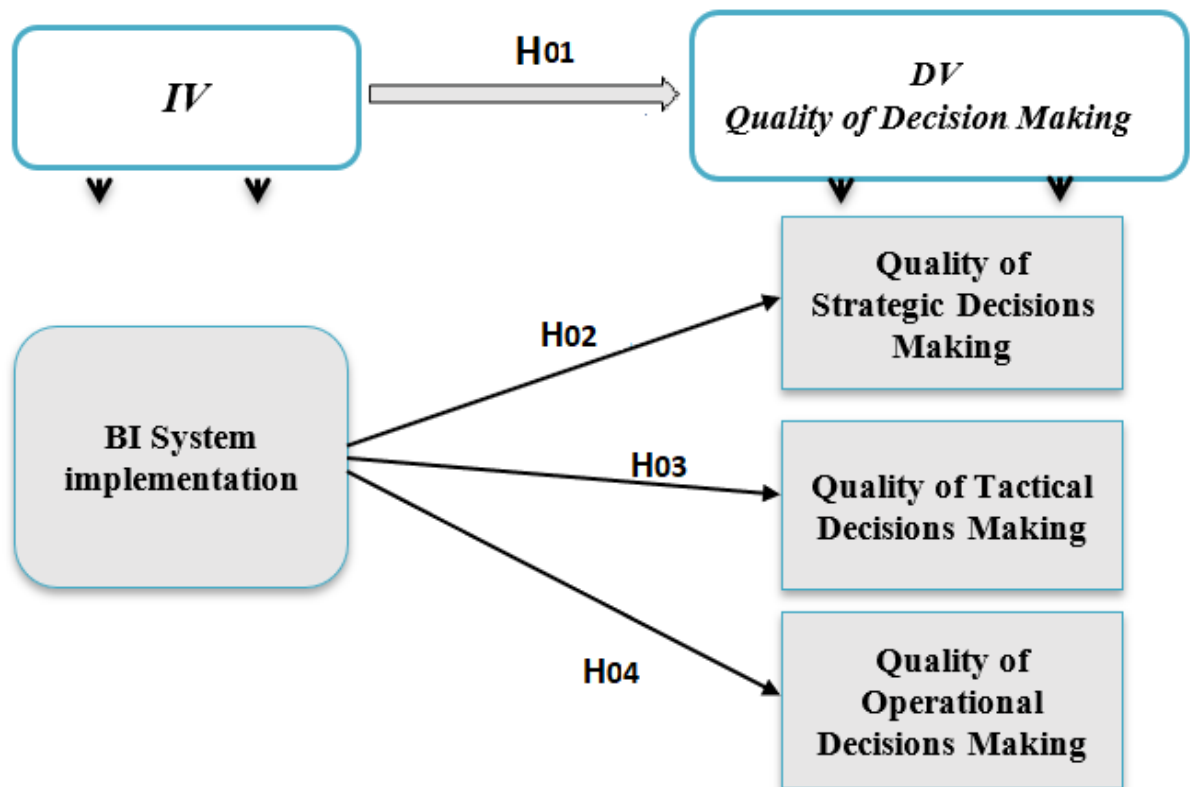 H01
IV
DV
Quality of Decision Making
Quality of
Strategic Decisions
Making
H02
BI System
implementation
H03
Quality of Tactical
Decisions Making
H04
Quality of
Operational
Decisions Making